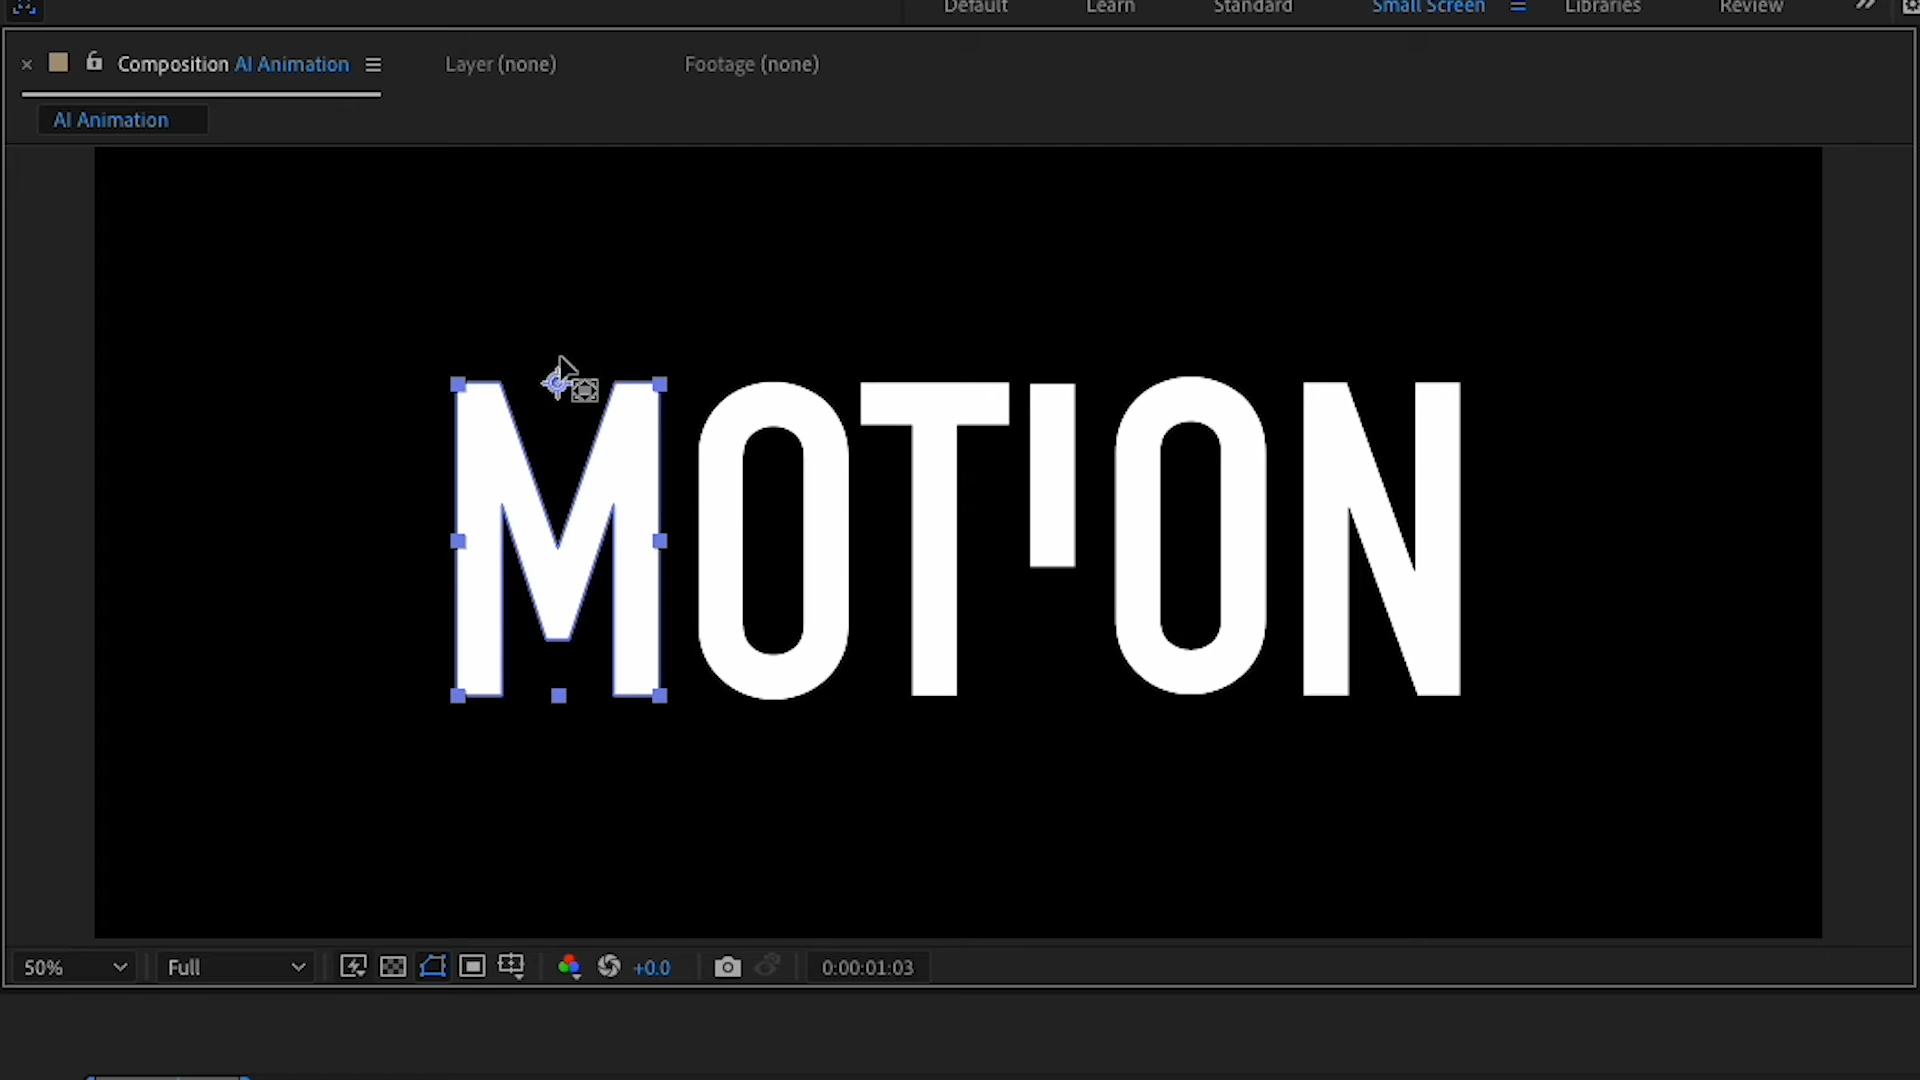 Default Learn Standard Small Screen Libraries Review
Composition AI Animation Layer (none) Footage (none)
AI Animation
MOTION
50% Full +0.0 0:00:01:03